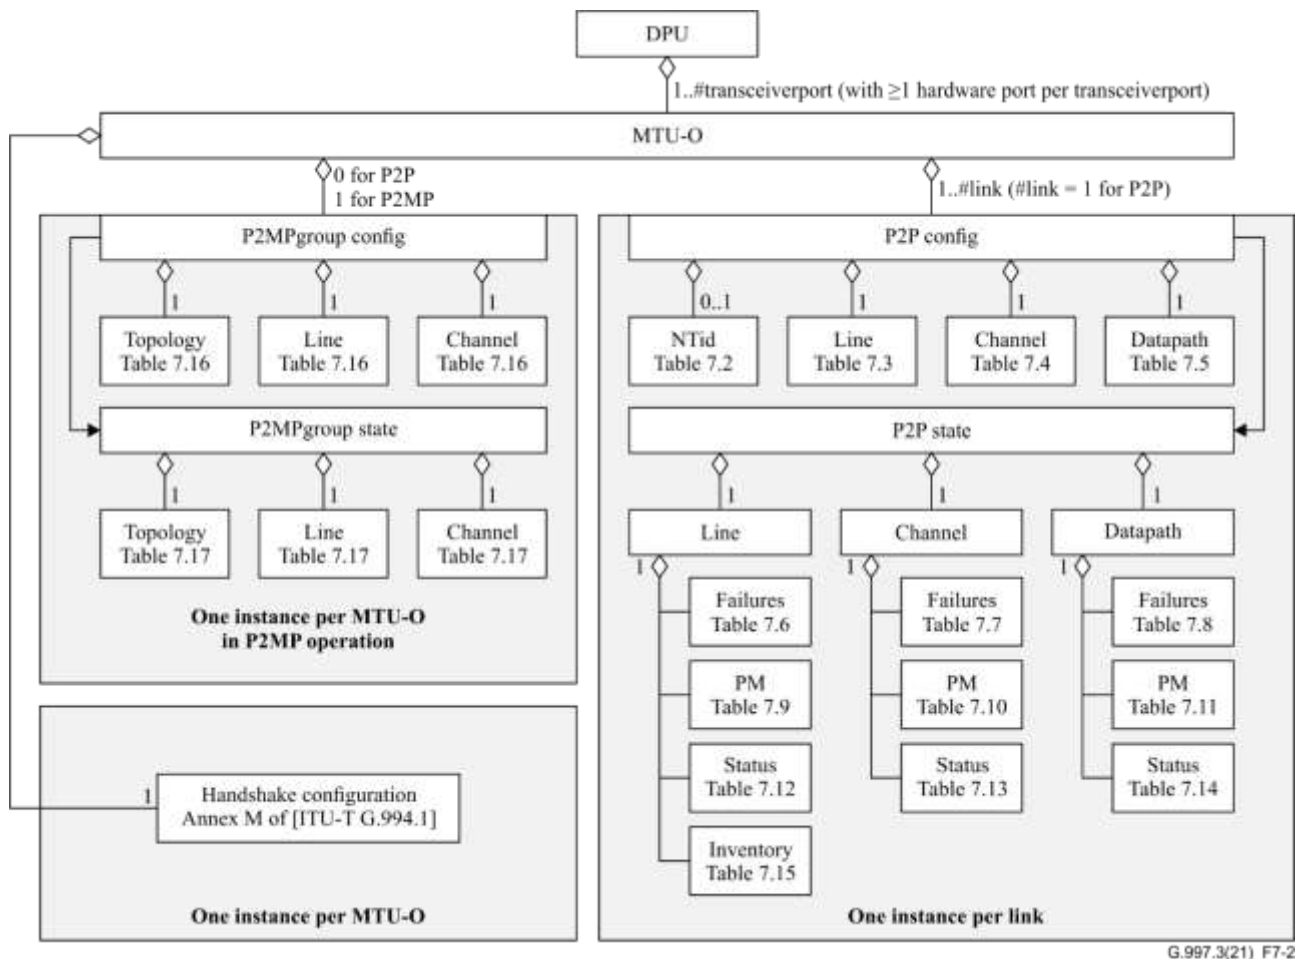 DPU
1..#transceiverport (with ≥1 hardware port per transceiverport)
MTU-O
0 for P2P
1 for P2MP
1..#link (#link = 1 for P2P)
P2MPgroup config
1
1
1
Topology
Table 7.16
Line
Table 7.16
Channel
Table 7.16
P2MPgroup state
1
1
1
Topology
Table 7.17
Line
Table 7.17
Channel
Table 7.17
One instance per MTU-O
in P2MP operation
1
Handshake configuration
Annex M of [ITU-T G.994.1]
One instance per MTU-O
P2P config
0..1
1
1
1
NTid
Table 7.2
Line
Table 7.3
Channel
Table 7.4
Datapath
Table 7.5
P2P state
1
1
1
Line
Channel
Datapath
1
1
1
Failures
Table 7.6
Failures
Table 7.7
Failures
Table 7.8
PM
Table 7.9
PM
Table 7.10
PM
Table 7.11
Status
Table 7.12
Status
Table 7.13
Status
Table 7.14
Inventory
Table 7.15
One instance per link
G.997.3(21)_F7-2